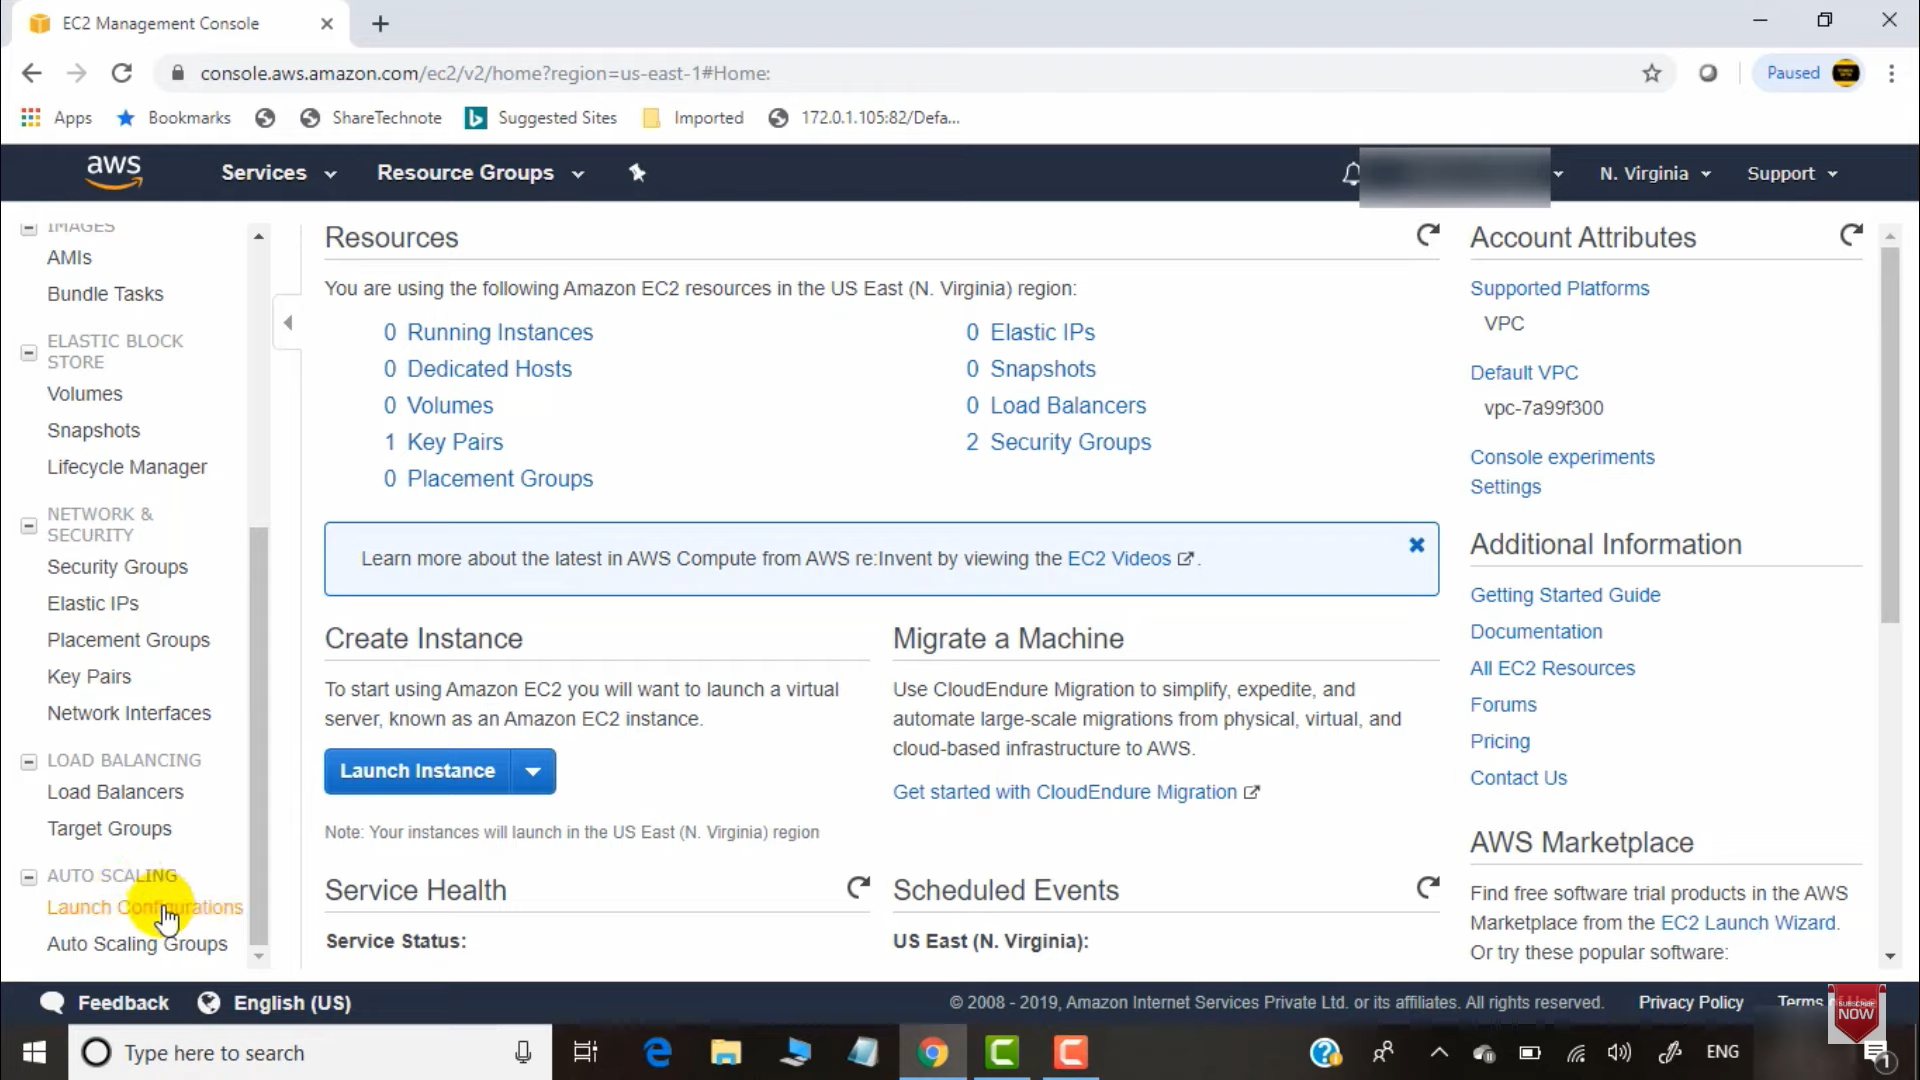 EC2 Management Console
console.aws.amazon.com/ec2/v2/home?region=us-east-1#Home:
Paused
Apps
Bookmarks
ShareTechnote
Suggested Sites
Imported
172.0.1.105:82/Defa...
aws
Services
Resource Groups
N. Virginia
Support
IMAGES
AMIs
Bundle Tasks
ELASTIC BLOCK
STORE
Volumes
Snapshots
Lifecycle Manager
NETWORK &
SECURITY
Security Groups
Elastic IPs
Placement Groups
Key Pairs
Network Interfaces
LOAD BALANCING
Load Balancers
Target Groups
AUTO SCALING
Launch Configurations
Auto Scaling Groups
Resources
You are using the following Amazon EC2 resources in the US East (N. Virginia) region:
0 Running Instances
0 Dedicated Hosts
0 Volumes
1 Key Pairs
0 Placement Groups
0 Elastic IPs
0 Snapshots
0 Load Balancers
2 Security Groups
Learn more about the latest in AWS Compute from AWS re:Invent by viewing the EC2 Videos .
Create Instance
To start using Amazon EC2 you will want to launch a virtual
server, known as an Amazon EC2 instance.
Launch Instance
Note: Your instances will launch in the US East (N. Virginia) region
Migrate a Machine
Use CloudEndure Migration to simplify, expedite, and
automate large-scale migrations from physical, virtual, and
cloud-based infrastructure to AWS.
Get started with CloudEndure Migration
Service Health
Service Status:
Scheduled Events
US East (N. Virginia):
Account Attributes
Supported Platforms
VPC
Default VPC
vpc-7a99f300
Console experiments
Settings
Additional Information
Getting Started Guide
Documentation
All EC2 Resources
Forums
Pricing
Contact Us
AWS Marketplace
Find free software trial products in the AWS
Marketplace from the EC2 Launch Wizard.
Or try these popular software:
Feedback
English (US)
© 2008 - 2019, Amazon Internet Services Private Ltd. or its affiliates. All rights reserved.
Privacy Policy
Terms
SUBSCRIBE
NOW
Type here to search
ENG
1